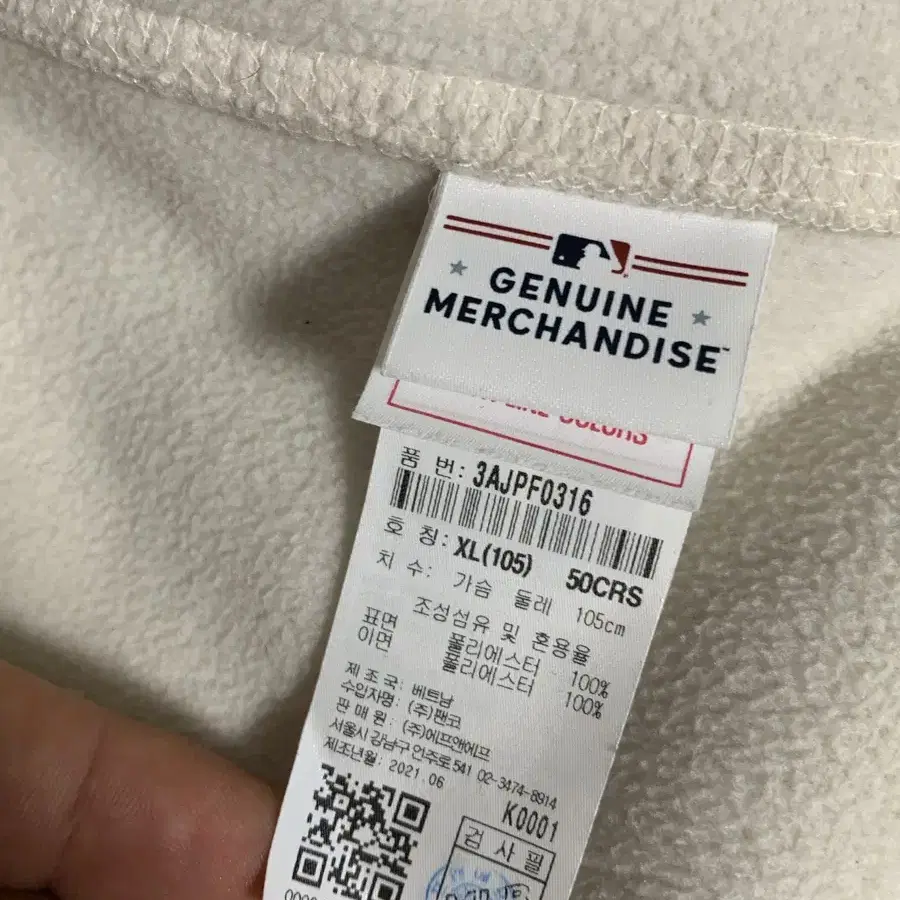 GENUINE
MERCHANDISE™
COLORS
품 번: 3AJPF0316
호 칭: XL(105) 50CRS
치 수: 가슴 둘레 105cm
조성섬유 및 혼용율
표면 폴리에스터 100%
이면 폴리에스터 100%
제 조 국: 베트남
수입자명: (주)팬코
판 매 원: (주)에프앤에프
서울시 강남구 언주로 541 02-3474-8914
제조년월: 2021.06
K0001
검 사 필